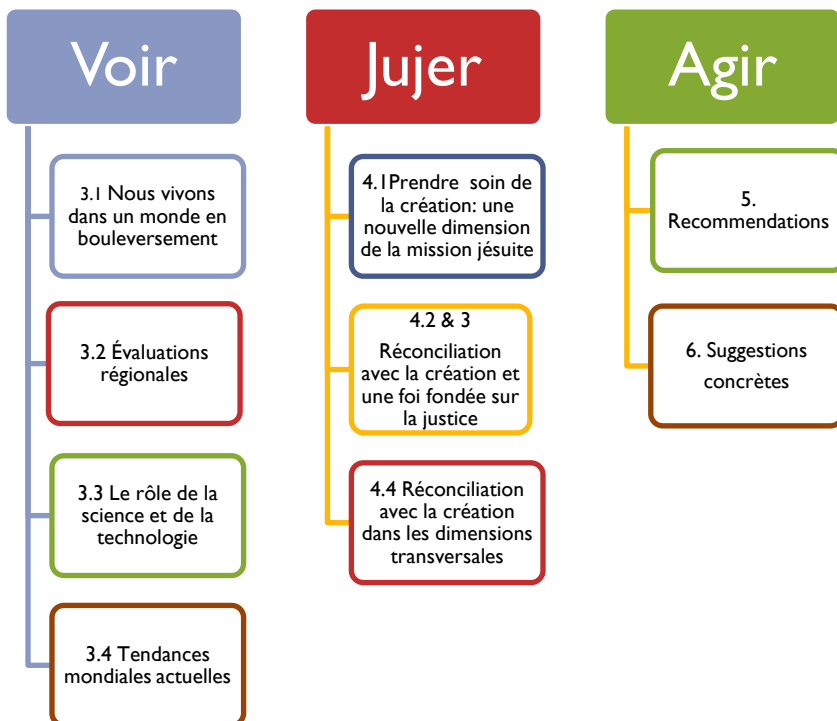 Voir
3.1 Nous vivons
dans un monde en
bouleversement
3.2 Évaluations
régionales
3.3 Le rôle de la
science et de la
technologie
3.4 Tendances
mondiales actuelles
Jujer
4.1Prendre soin de
la création: une
nouvelle dimension
de la mission jésuite
4.2 & 3
Réconciliation
avec la création et
une foi fondée sur
la justice
4.4 Réconciliation
avec la création
dans les dimensions
transversales
Agir
5.
Recommendations
6. Suggestions
concrètes